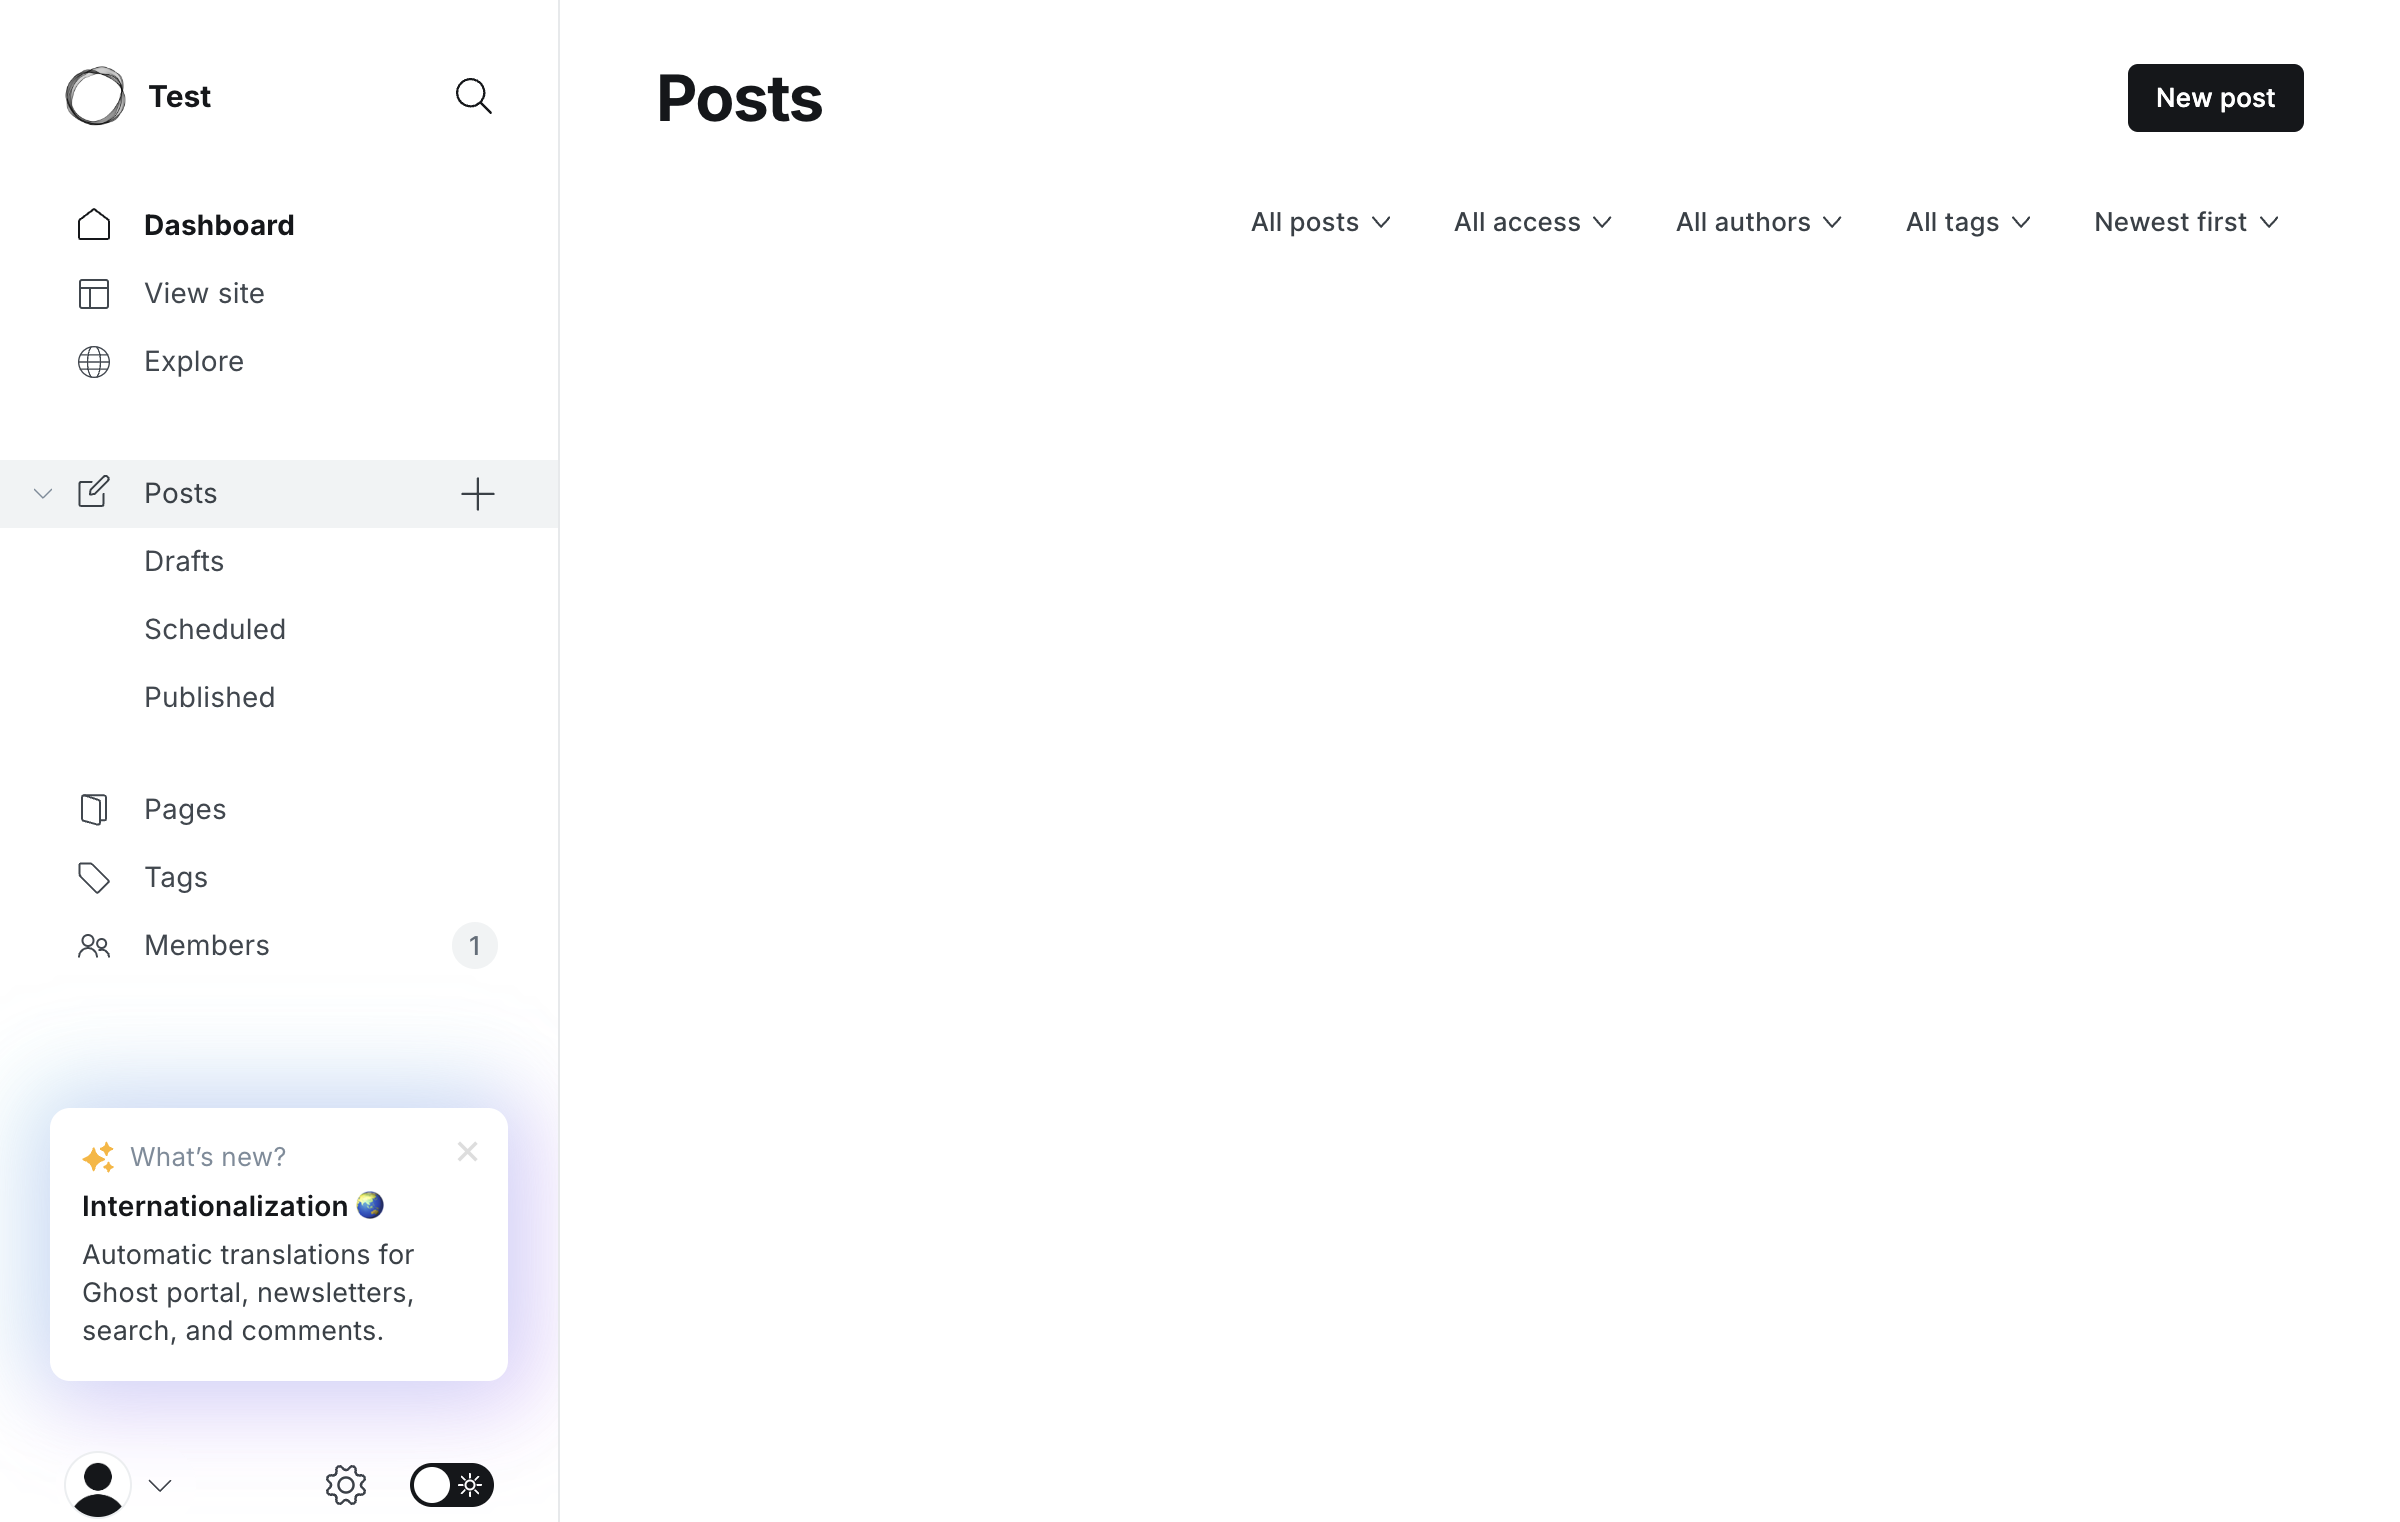 Test
Dashboard
View site
Explore
Posts
Drafts
Scheduled
Published
Pages
Tags
Members 1
What’s new?
Internationalization 🌏
Automatic translations for
Ghost portal, newsletters,
search, and comments.
Posts
New post
All posts All access All authors All tags Newest first